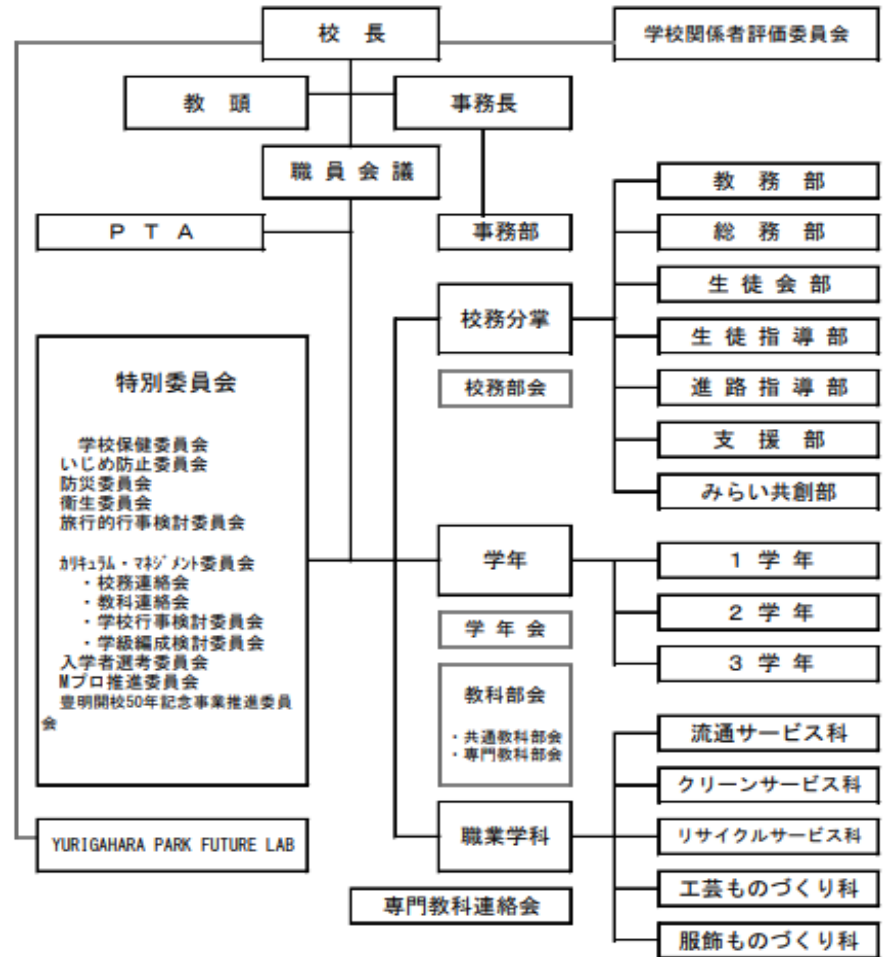 校 長
学校関係者評価委員会
教 頭
事務長
職 員 会 議
P T A
事務部
教 務 部
総 務 部
生 徒 会 部
校務分掌
生 徒 指 導 部
校務部会
進 路 指 導 部
支 援 部
みらい共創部
特別委員会
学校保健委員会
いじめ防止委員会
防災委員会
衛生委員会
旅行的行事検討委員会
ｶﾘｷｭﾗﾑ・ﾏﾈｼﾞﾒﾝﾄ委員会
・校務連絡会
・教科連絡会
・学校行事検討委員会
・学級編成検討委員会
入学者選考委員会
Mプロ推進委員会
豊明開校50年記念事業推進委員
会
学年
1 学 年
2 学 年
3 学 年
学 年 会
教科部会
・共通教科部会
・専門教科部会
流通サービス科
クリーンサービス科
職業学科
リサイクルサービス科
工芸ものづくり科
服飾ものづくり科
YURIGAHARA PARK FUTURE LAB
専門教科連絡会